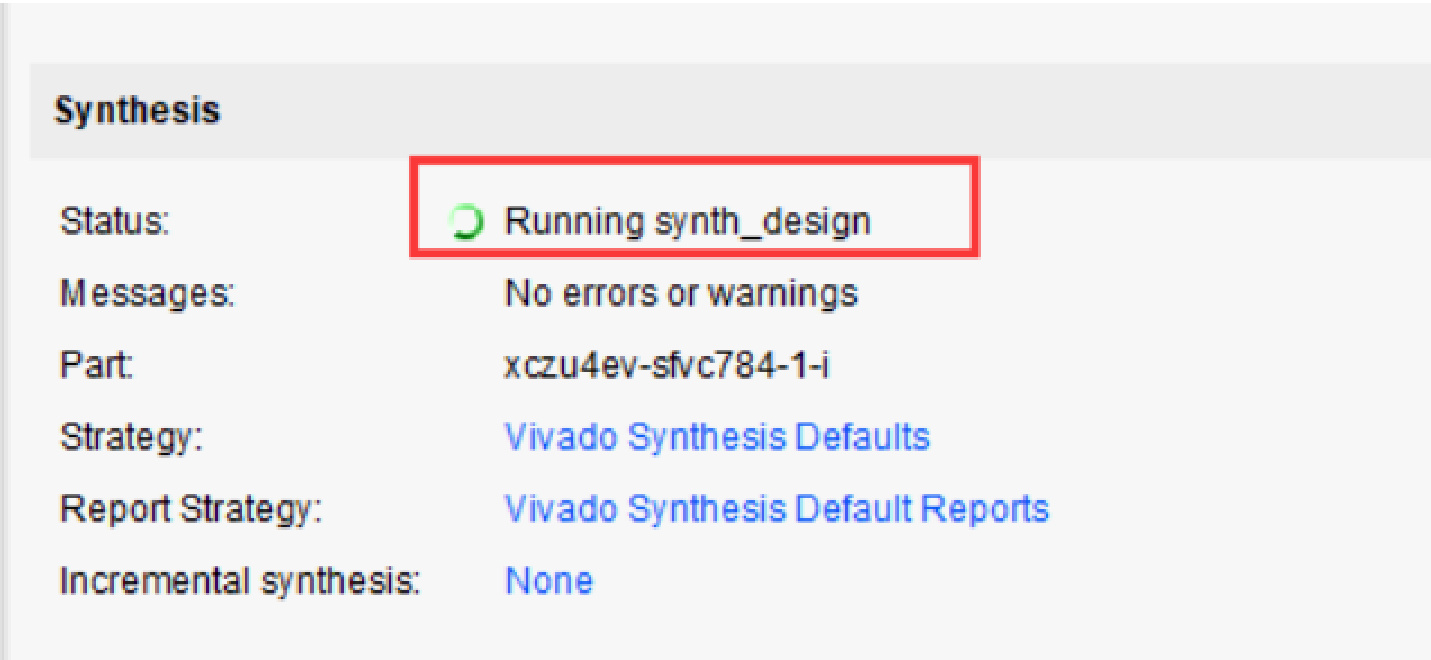 Synthesis
Status: Running synth_design
Messages: No errors or warnings
Part: xczu4ev-sfvc784-1-i
Strategy: Vivado Synthesis Defaults
Report Strategy: Vivado Synthesis Default Reports
Incremental synthesis: None